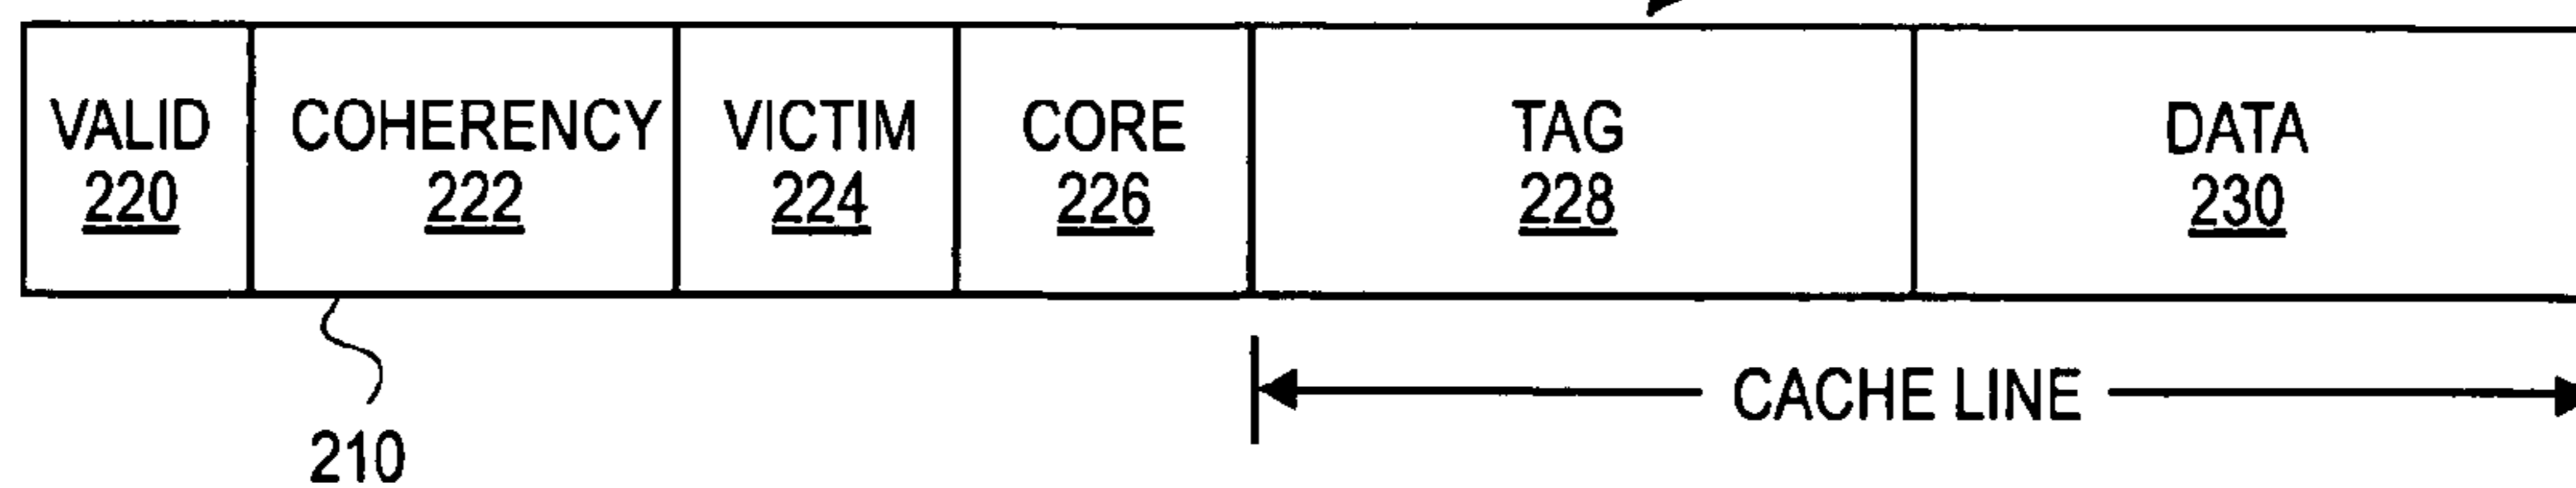 VALID
220
COHERENCY
222
VICTIM
224
CORE
226
TAG
228
DATA
230
CACHE LINE
210